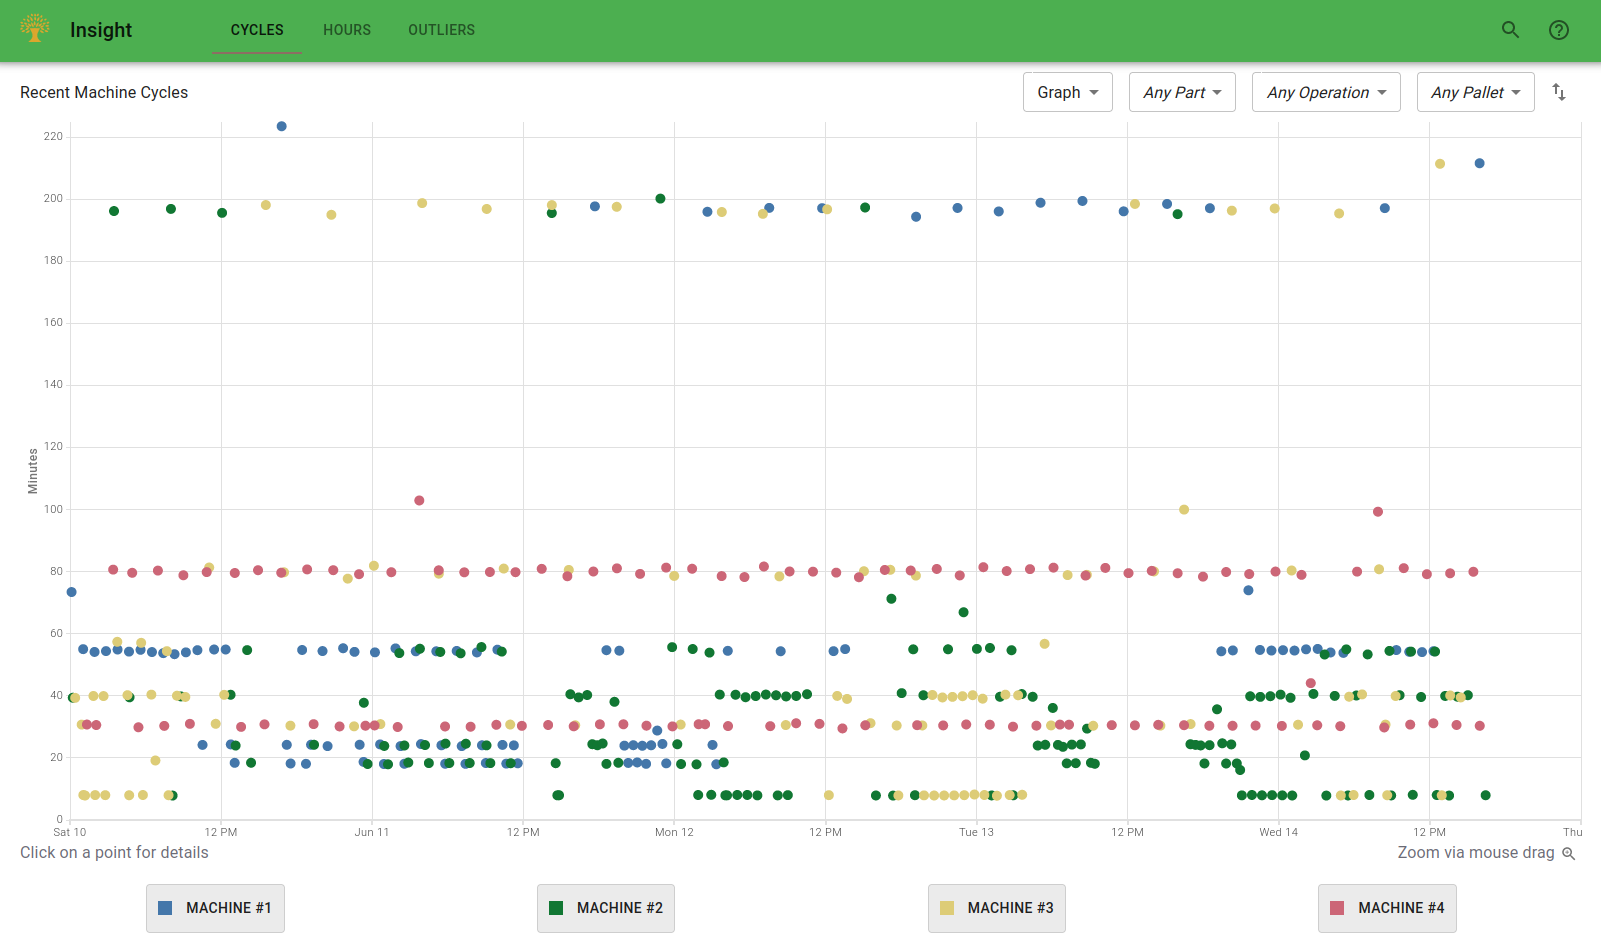 Insight CYCLES HOURS OUTLIERS
Recent Machine Cycles Graph Any Part Any Operation Any Pallet
220
200
180
160
140
120
100
80
60
40
20
0
Minutes
Sat 10 12 PM Jun 11 12 PM Mon 12 12 PM Tue 13 12 PM Wed 14 12 PM Thu
Click on a point for details Zoom via mouse drag
MACHINE #1 MACHINE #2 MACHINE #3 MACHINE #4